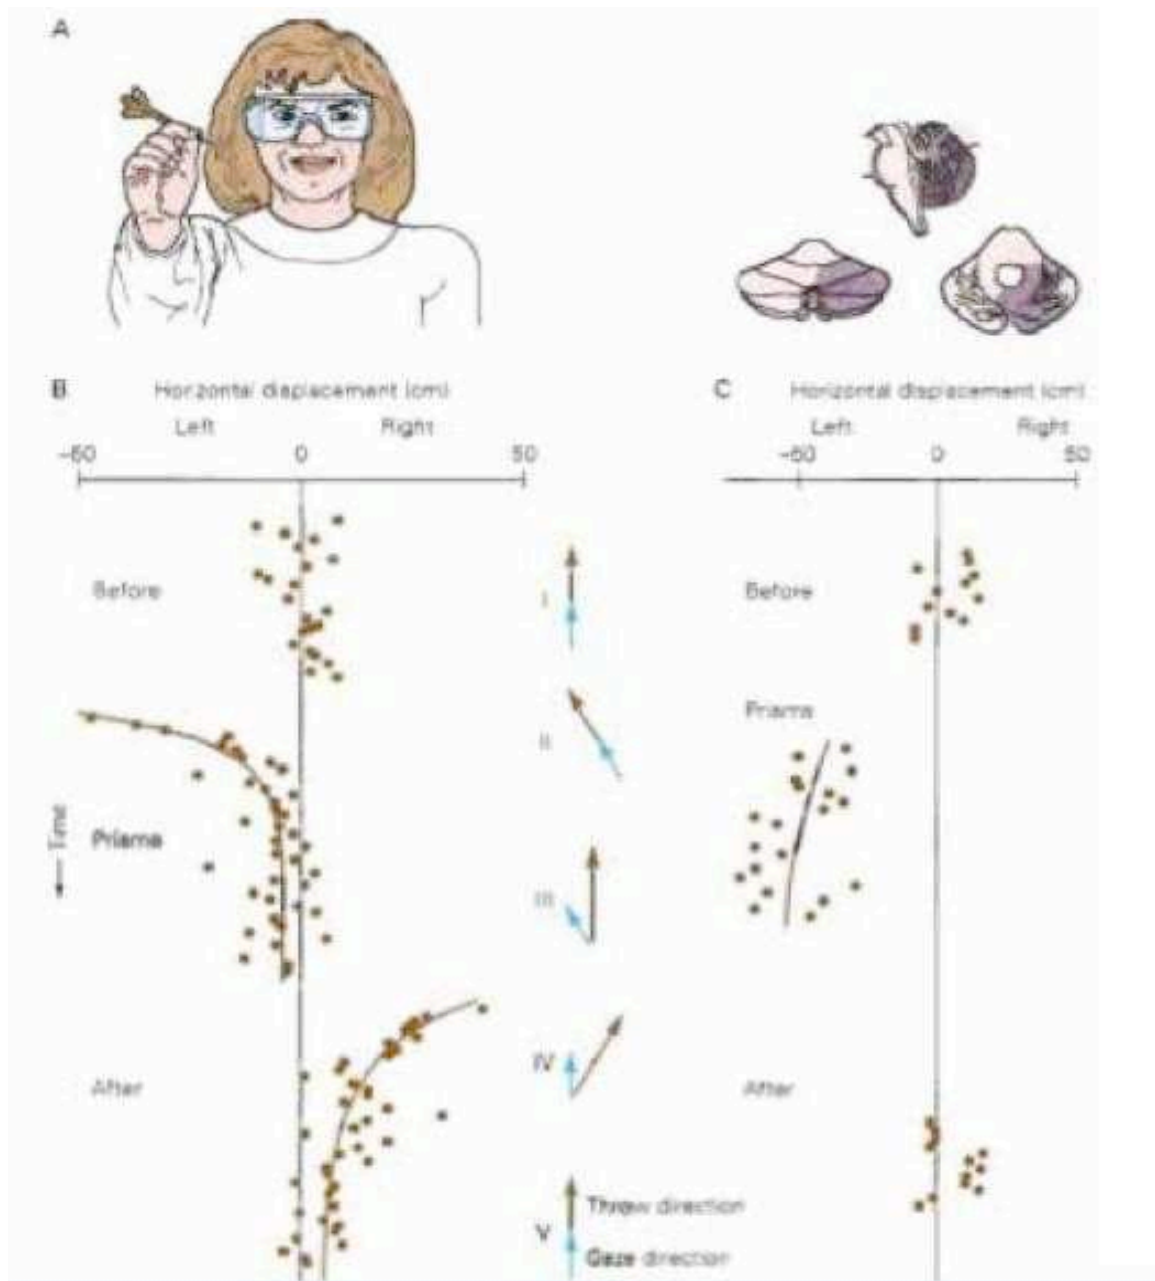 A
B
Horizontal displacement (cm)
Left
Right
-50
0
50
Before
Prisms
After
Time
I
II
III
IV
V
Throw direction
Gaze direction
C
Horizontal displacement (cm)
Left
Right
-50
0
50
Before
Prisms
After